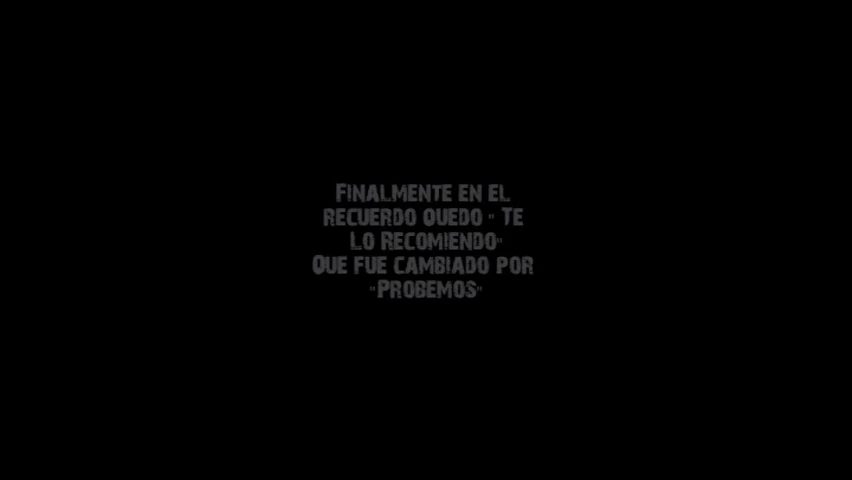 Finalmente en el
recuerdo quedo " Te
Lo Recomiendo"
Que fue cambiado por
"Probemos"